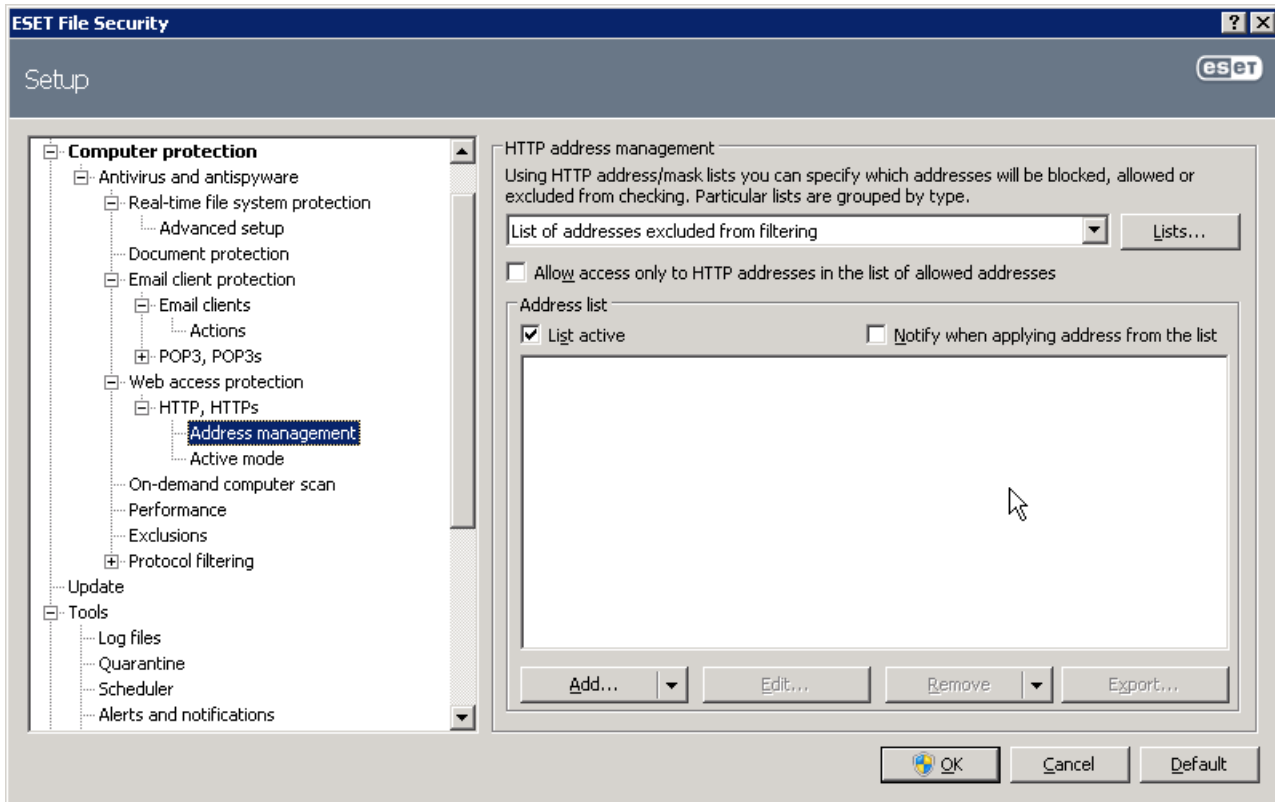 ESET File Security
Setup
eset
Computer protection
Antivirus and antispyware
Real-time file system protection
Advanced setup
Document protection
Email client protection
Email clients
Actions
POP3, POP3s
Web access protection
HTTP, HTTPs
Address management
Active mode
On-demand computer scan
Performance
Exclusions
Protocol filtering
Update
Tools
Log files
Quarantine
Scheduler
Alerts and notifications
HTTP address management
Using HTTP address/mask lists you can specify which addresses will be blocked, allowed or
excluded from checking. Particular lists are grouped by type.
List of addresses excluded from filtering
Lists...
Allow access only to HTTP addresses in the list of allowed addresses
Address list
List active
Notify when applying address from the list
Add...
Edit...
Remove
Export...
OK
Cancel
Default